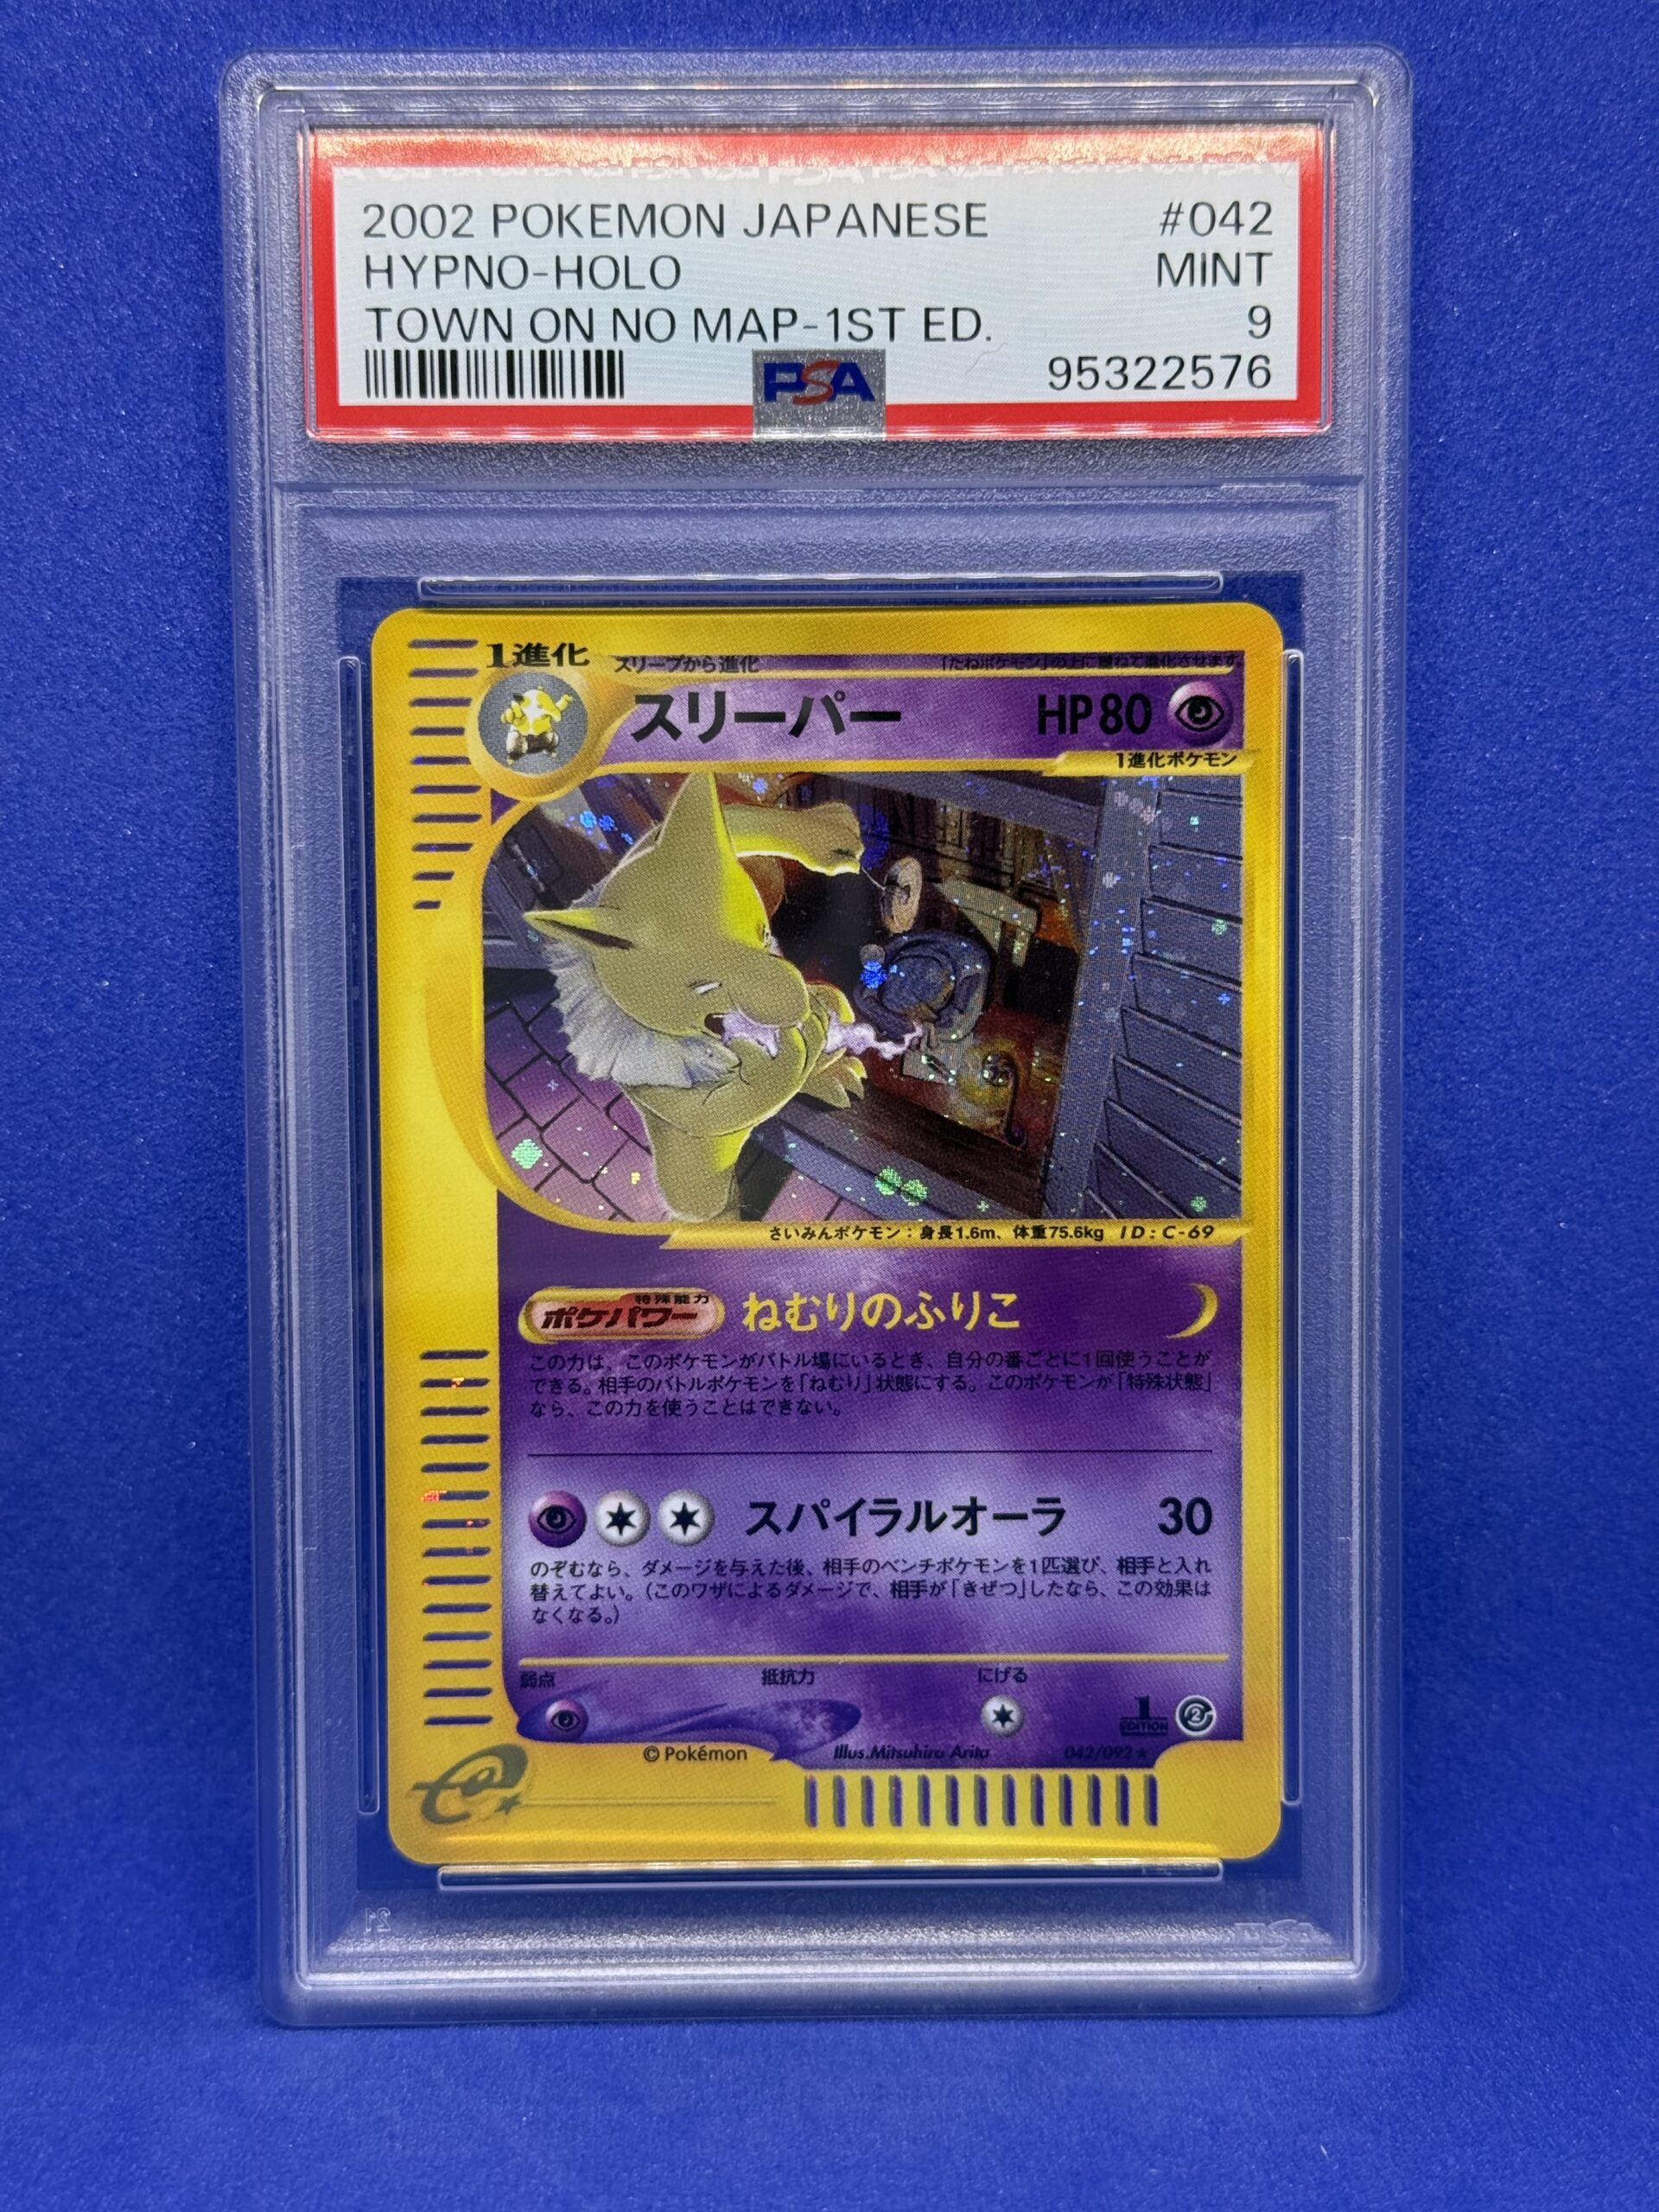 2002 POKEMON JAPANESE #042
HYPNO-HOLO MINT
TOWN ON NO MAP-1ST ED. 9
PSA 95322576
1進化 スリープから進化 「たねポケモン」の上に重ねて進化させます。
スリーパー HP80
1進化ポケモン
さいみんポケモン：身長1.6m、体重75.6kg ID:C-69
特殊能力
ポケパワー ねむりのふりこ
この力は、このポケモンがバトル場にいるとき、自分の番ごとに1回使うことが
できる。相手のバトルポケモンを「ねむり」状態にする。このポケモンが「特殊状態」
なら、この力を使うことはできない。
スパイラルオーラ 30
のぞむなら、ダメージを与えた後、相手のベンチポケモンを1匹選び、相手と入れ
替えてよい。（このワザによるダメージで、相手が「きぜつ」したなら、この効果は
なくなる。）
弱点 抵抗力 にげる
1 EDITION 2
© Pokémon Illus.Mitsuhiro Arita 042/092 ★
e
PSA